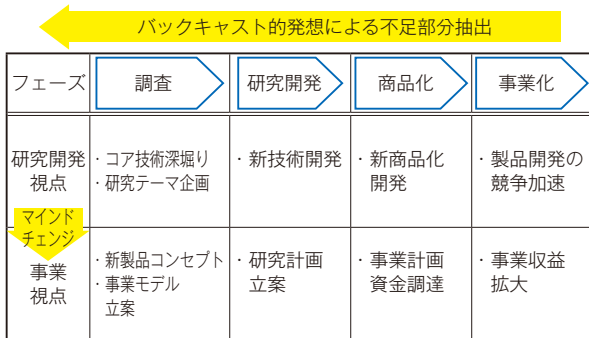 バックキャスト的発想による不足部分抽出
フェーズ
調査
研究開発
商品化
事業化
研究開発
視点
・コア技術深堀り
・研究テーマ企画
・新技術開発
・新商品化
開発
・製品開発の
競争加速
マインド
チェンジ
事業
視点
・新製品コンセプト
・事業モデル
立案
・研究計画
立案
・事業計画
資金調達
・事業収益
拡大